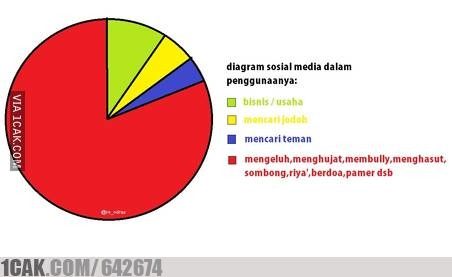 diagram sosial media dalam
penggunaanya:
bisnis / usaha
mencari jodoh
mencari teman
mengeluh,menghujat,membully,menghasut,
sombong,riya',berdoa,pamer dsb
VIA 1CAK.COM/
1CAK.COM/642674